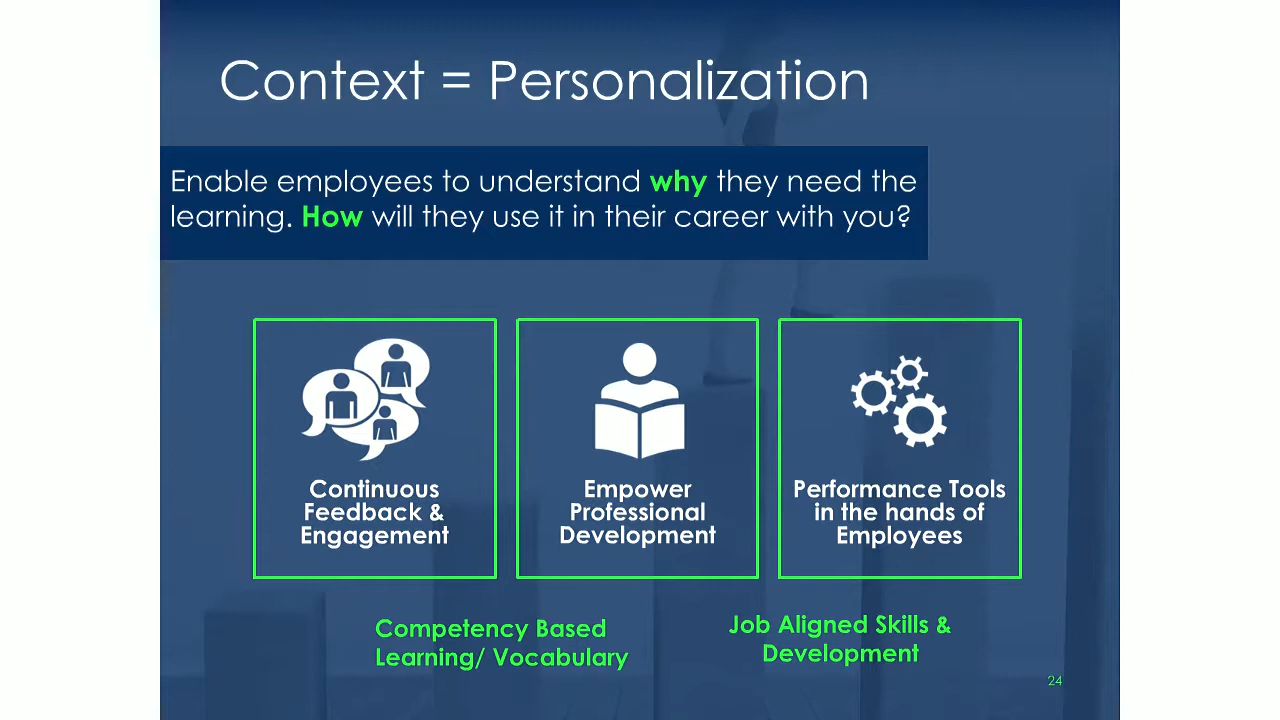 Context = Personalization
Enable employees to understand why they need the
learning. How will they use it in their career with you?
Continuous
Feedback &
Engagement
Empower
Professional
Development
Performance Tools
in the hands of
Employees
Competency Based
Learning/ Vocabulary
Job Aligned Skills &
Development
24